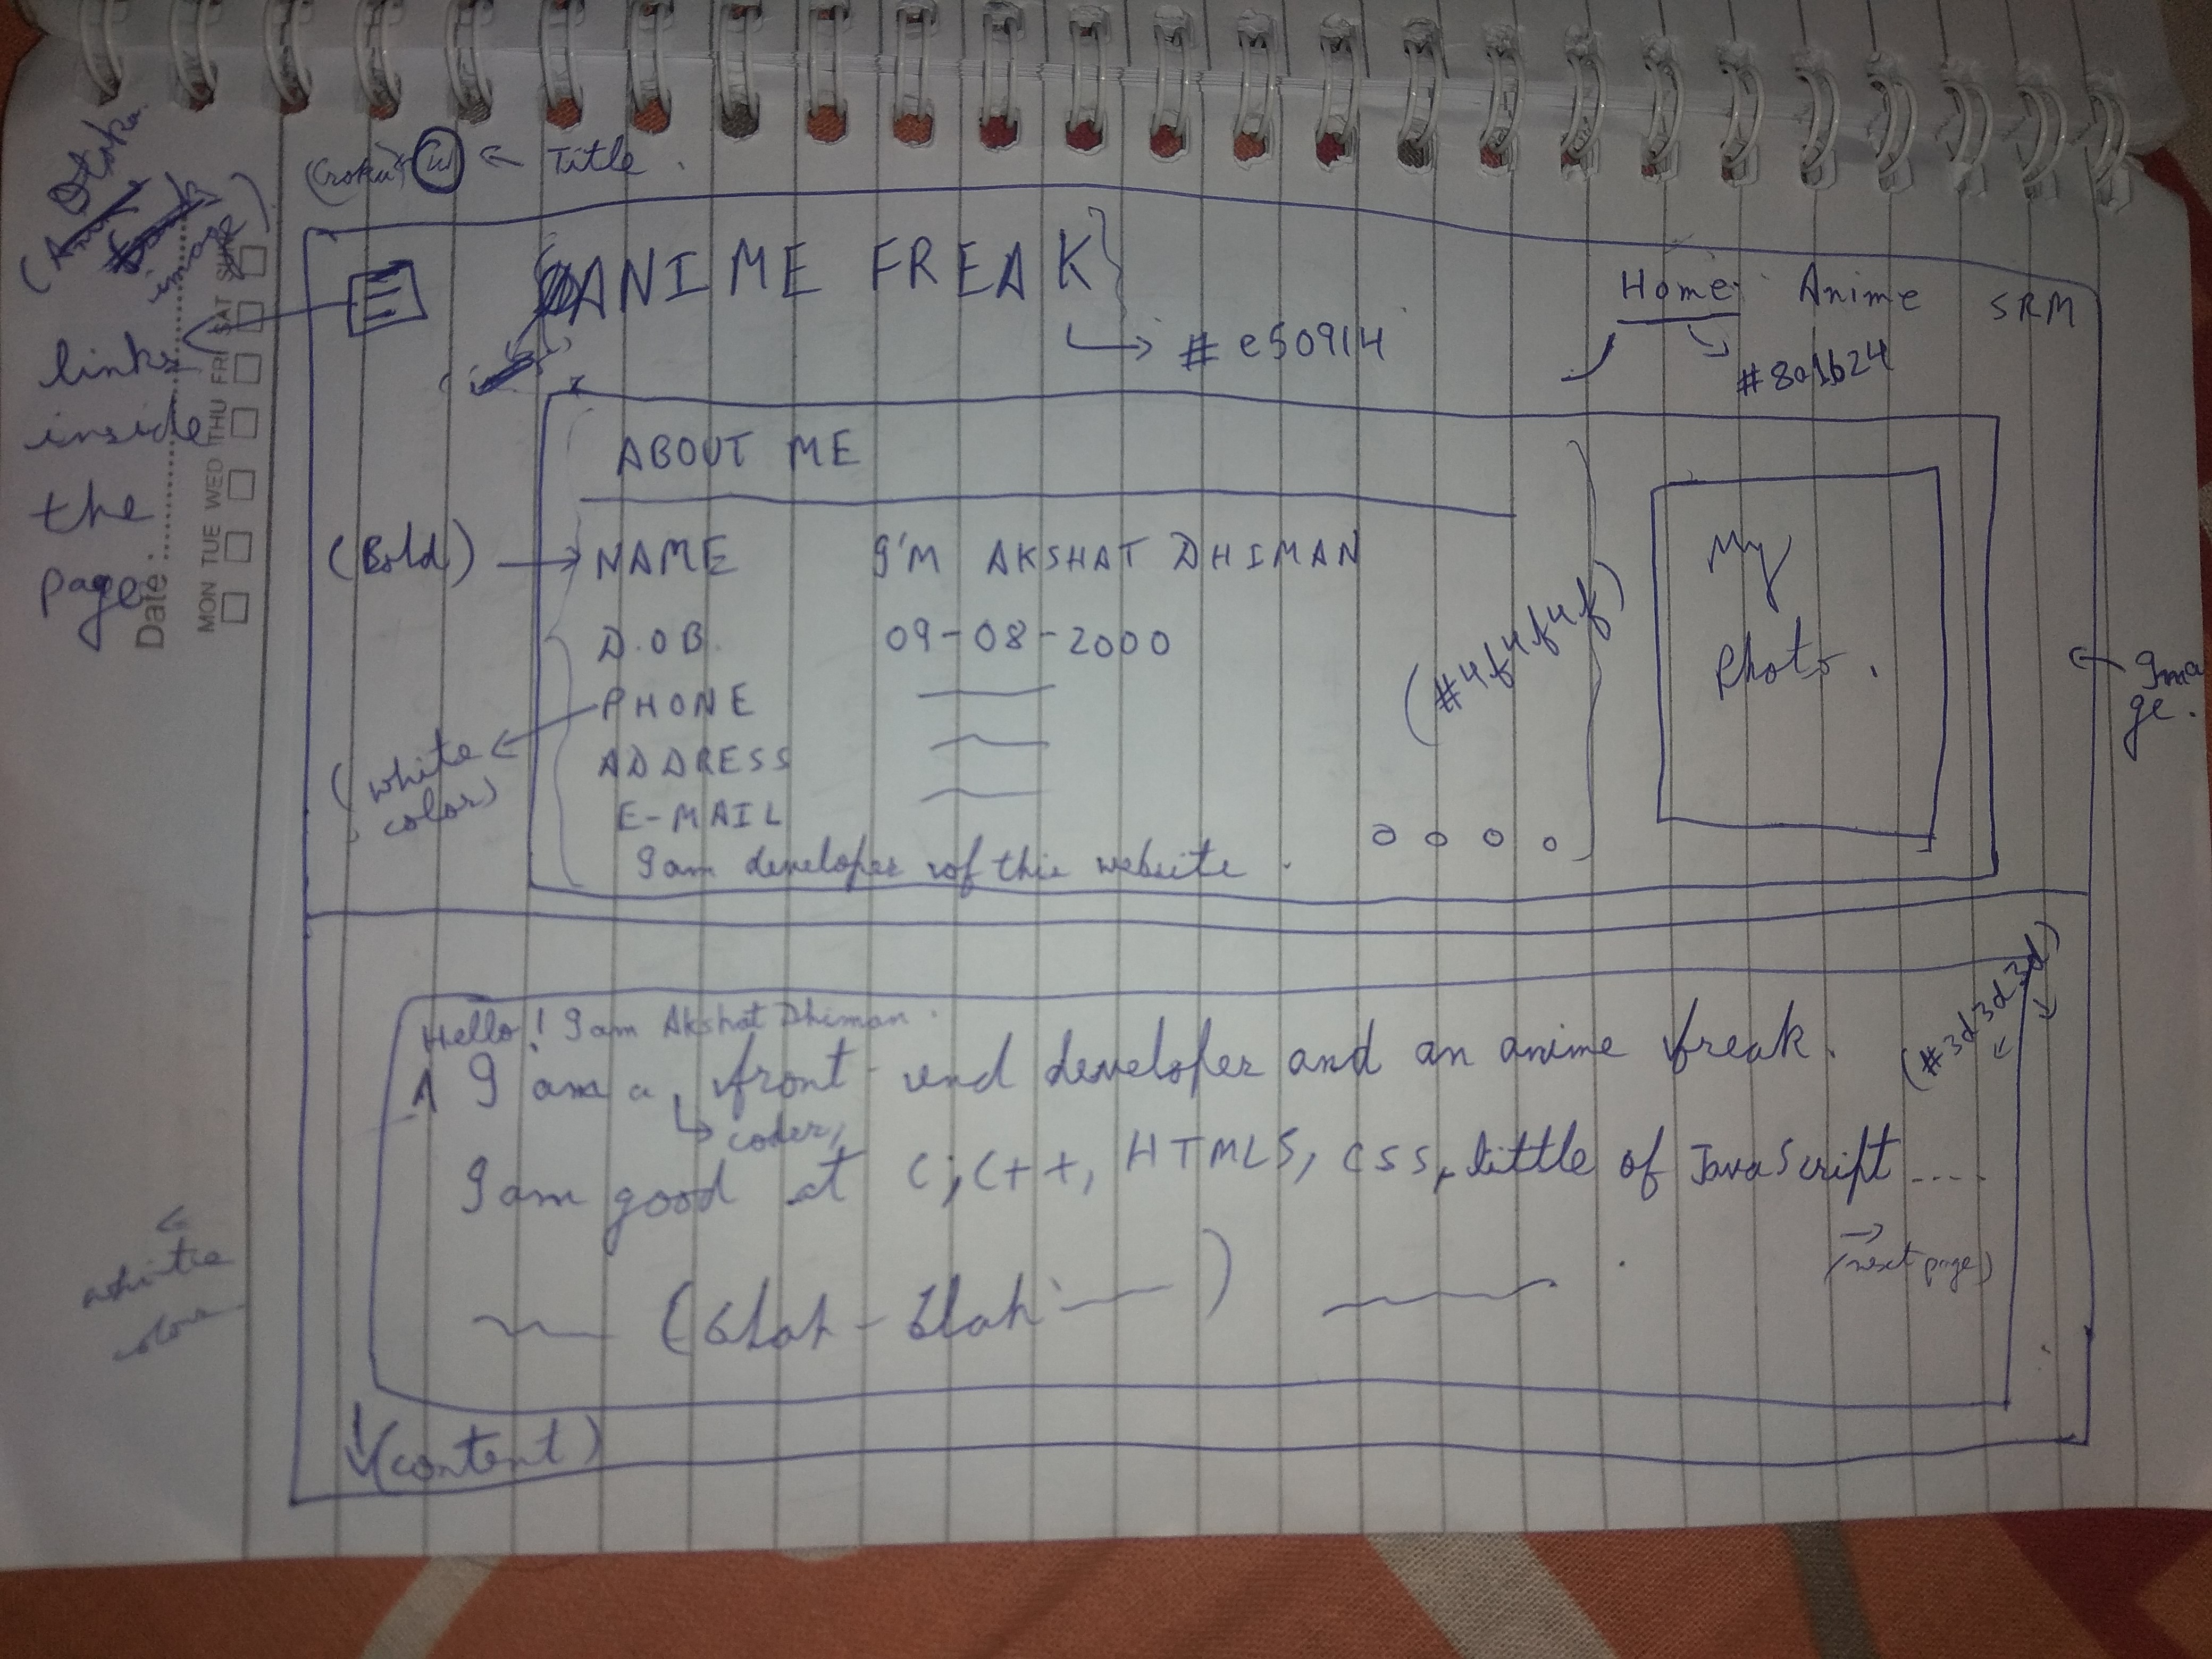 (Goku) ← Title.
(Otaku image)
ANIME FREAK
Home Anime SRM
→ # e50914
#8a1b24
links inside the page
Date:
MON TUE WED THU FRI SAT SUN
ABOUT ME
(Bold) → NAME I'M AKSHAT DHIMAN
D.O.B. 09-08-2000
PHONE
(white color)
ADDRESS
E-MAIL
I am developer of this website.
(#4f4f4f)
My
Photo.
← Image.
Hello! I am Akshat Dhiman.
I am a front-end developer and an anime freak.
↳ coder,
(#3d3d3d)
I am good at C, C++, HTML5, CSS, little of JavaScript ....
→
(next page)
(blah - blah — )
← white color
↓ (content)